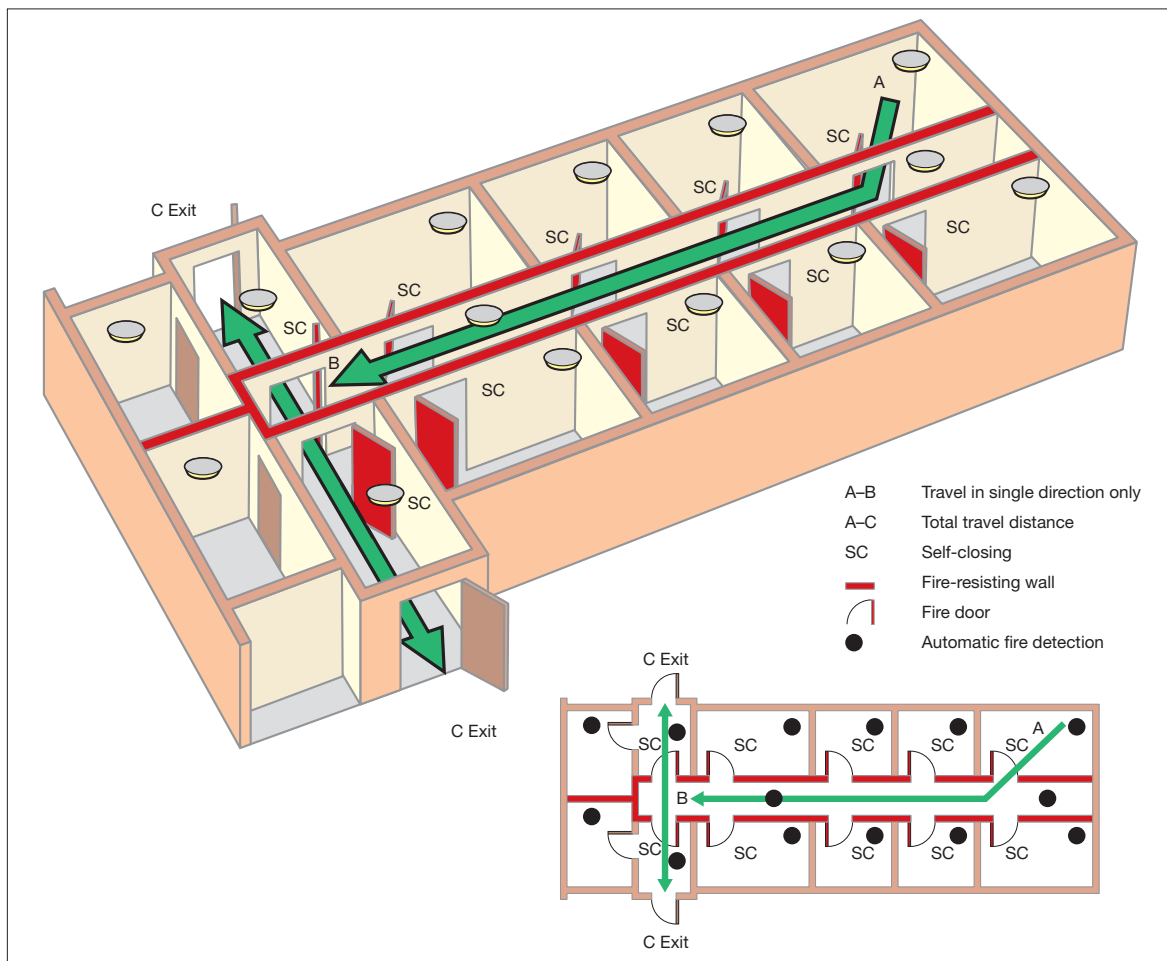 A
SC
SC
C Exit
SC
SC
SC
SC
SC
SC
B
SC
SC
A–B Travel in single direction only
A–C Total travel distance
SC Self-closing
Fire-resisting wall
Fire door
Automatic fire detection
C Exit
C Exit
A
SC SC SC SC SC
B
SC SC SC SC SC
C Exit